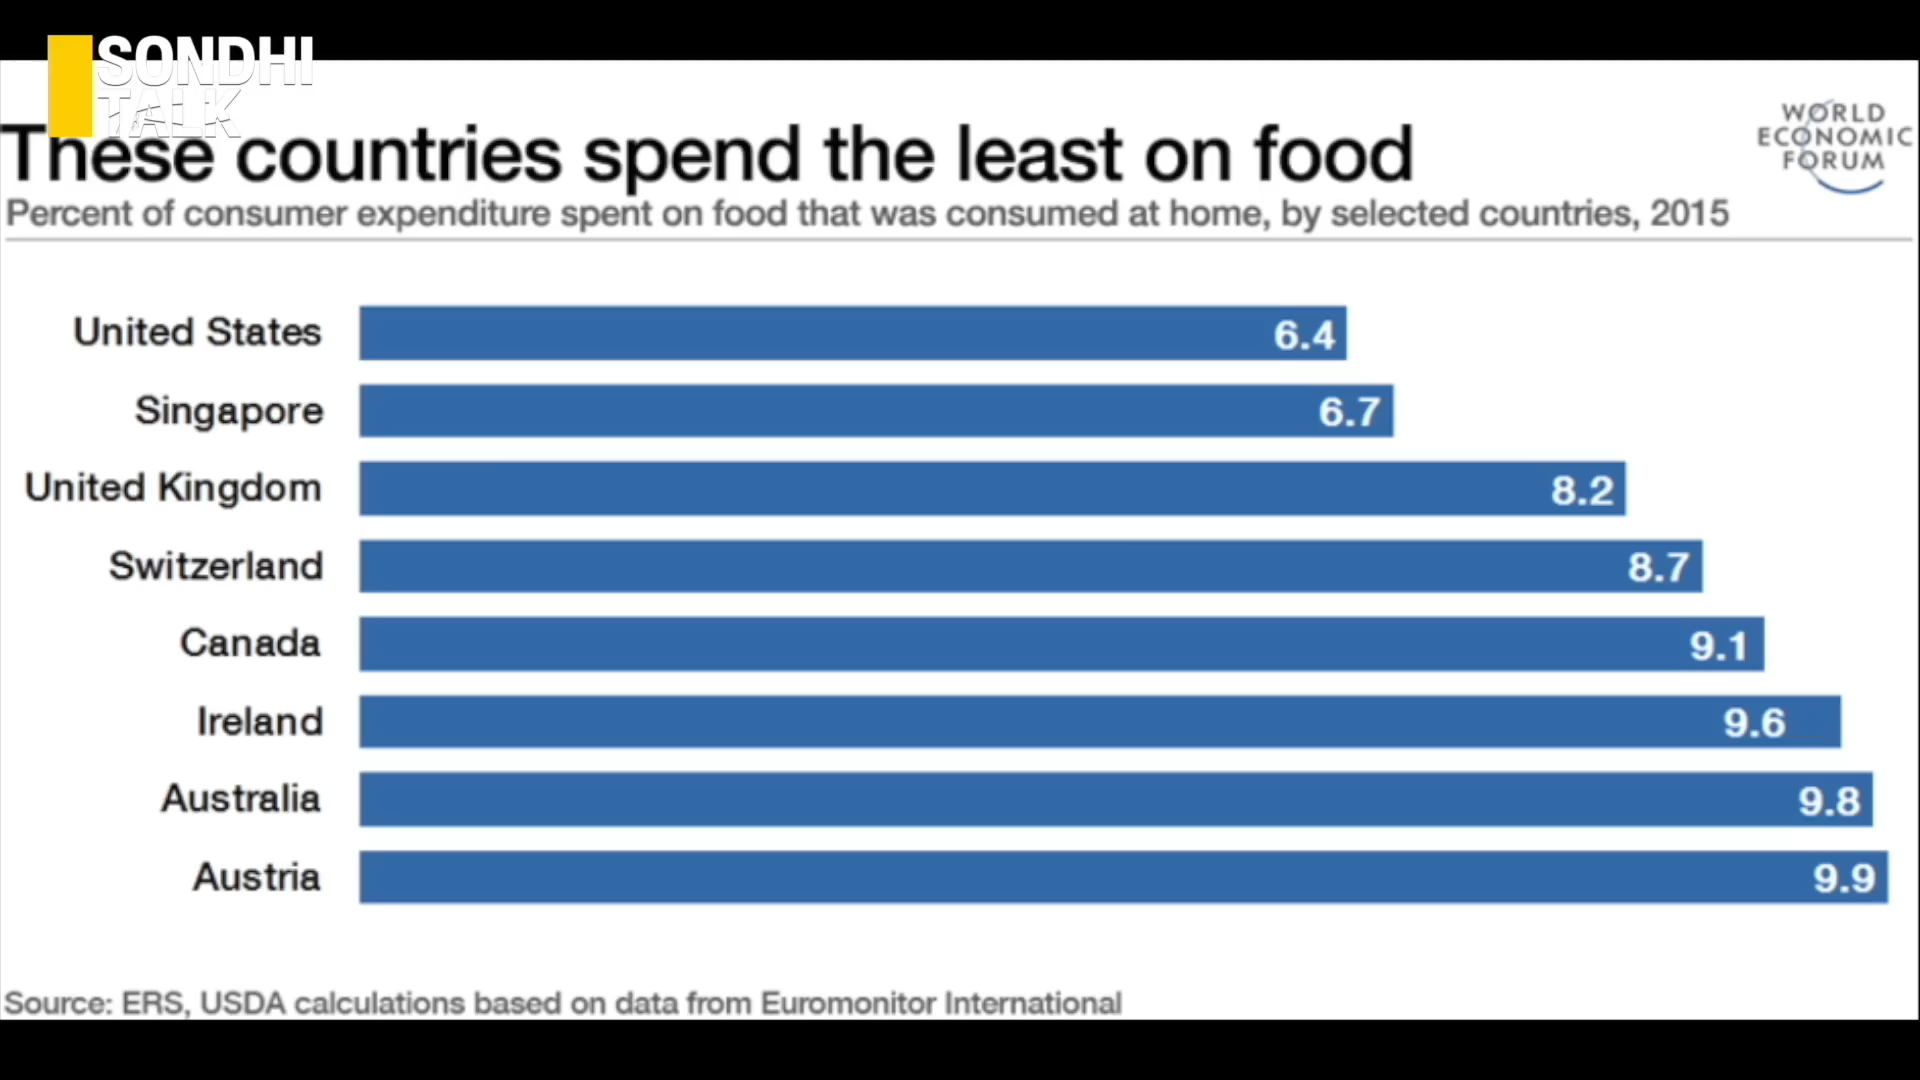 SONDHI
TALK
WORLD
ECONOMIC
FORUM
These countries spend the least on food
Percent of consumer expenditure spent on food that was consumed at home, by selected countries, 2015
United States 6.4
Singapore 6.7
United Kingdom 8.2
Switzerland 8.7
Canada 9.1
Ireland 9.6
Australia 9.8
Austria 9.9
Source: ERS, USDA calculations based on data from Euromonitor International